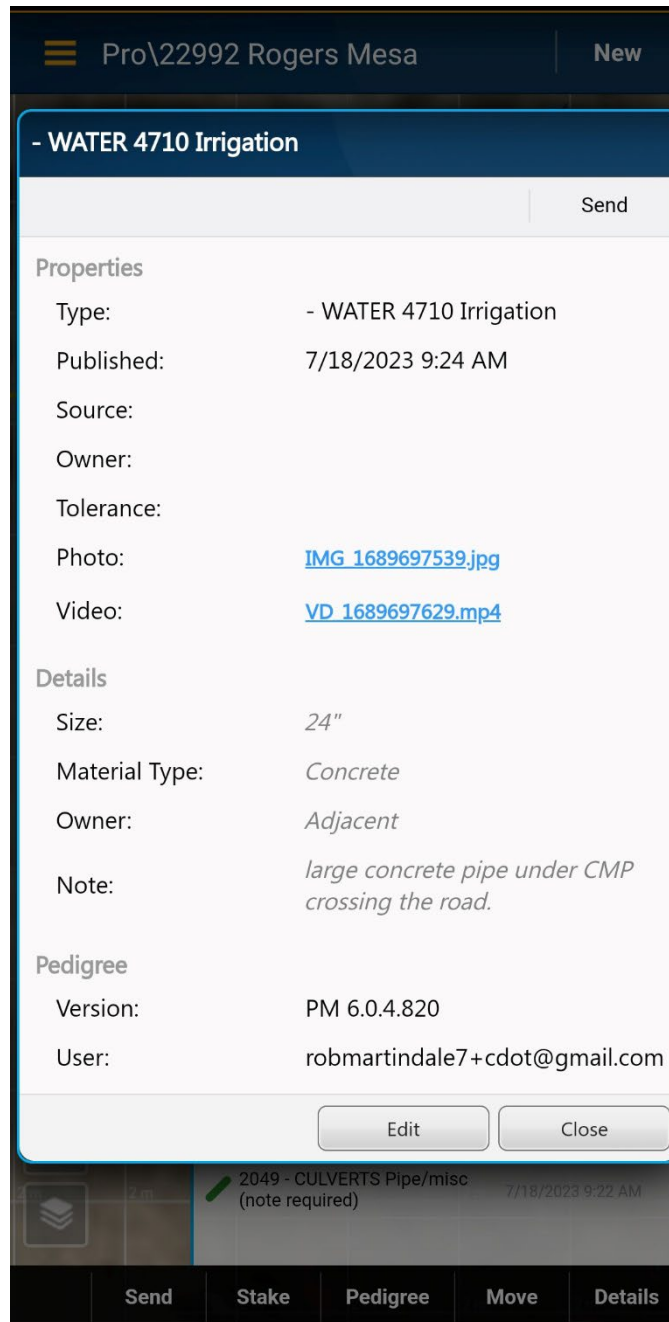 Pro\22992 Rogers Mesa New
- WATER 4710 Irrigation
Send
Properties
Type: - WATER 4710 Irrigation
Published: 7/18/2023 9:24 AM
Source:
Owner:
Tolerance:
Photo: IMG_1689697539.jpg
Video: VD_1689697629.mp4
Details
Size: 24"
Material Type: Concrete
Owner: Adjacent
Note: large concrete pipe under CMP
crossing the road.
Pedigree
Version: PM 6.0.4.820
User: robmartindale7+cdot@gmail.com
Edit Close
2049 - CULVERTS Pipe/misc
(note required) 7/18/2023 9:22 AM
Send Stake Pedigree Move Details